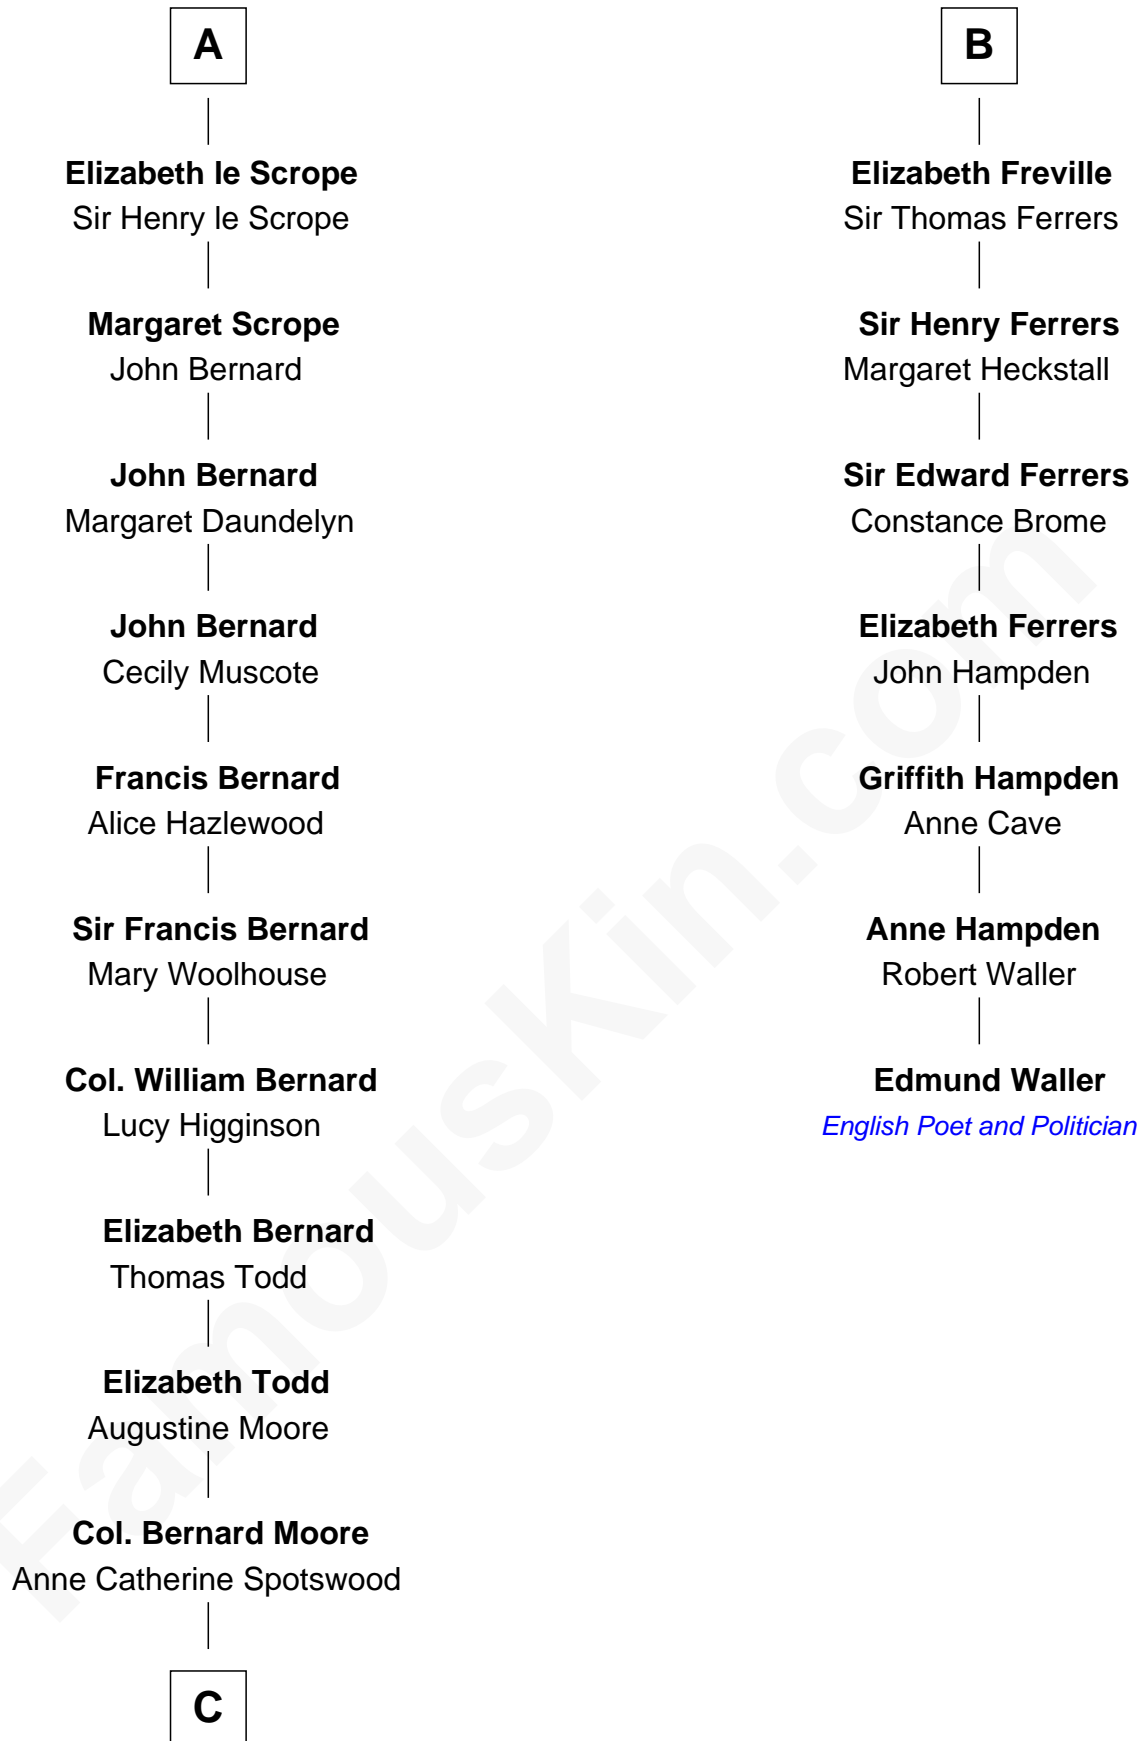 A
Elizabeth le Scrope
Sir Henry le Scrope
Margaret Scrope
John Bernard
John Bernard
Margaret Daundelyn
John Bernard
Cecily Muscote
Francis Bernard
Alice Hazlewood
Sir Francis Bernard
Mary Woolhouse
Col. William Bernard
Lucy Higginson
Elizabeth Bernard
Thomas Todd
Elizabeth Todd
Augustine Moore
Col. Bernard Moore
Anne Catherine Spotswood
C
B
Elizabeth Freville
Sir Thomas Ferrers
Sir Henry Ferrers
Margaret Heckstall
Sir Edward Ferrers
Constance Brome
Elizabeth Ferrers
John Hampden
Griffith Hampden
Anne Cave
Anne Hampden
Robert Waller
Edmund Waller
English Poet and Politician
FamousKin.com